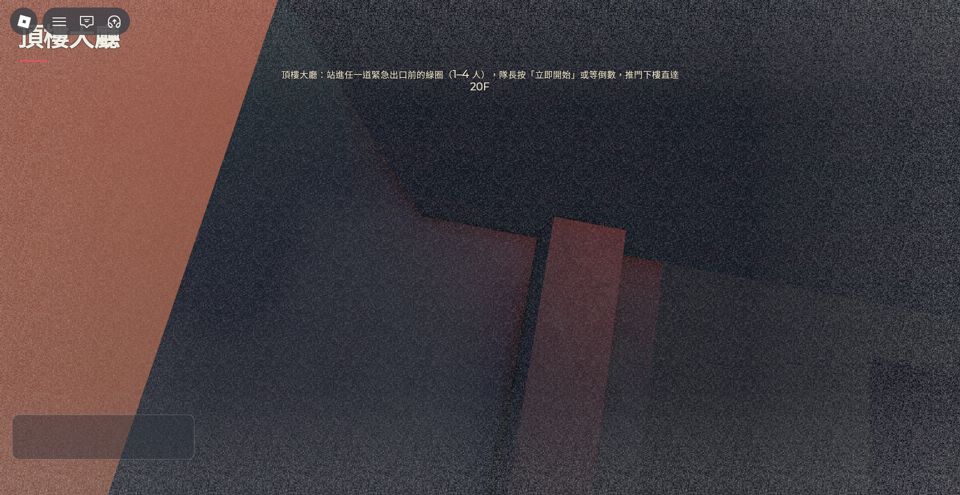 頂樓大廳
頂樓大廳：站進任一道緊急出口前的綠圈（1–4 人），隊長按「立即開始」或等倒數，推門下樓直達
20F